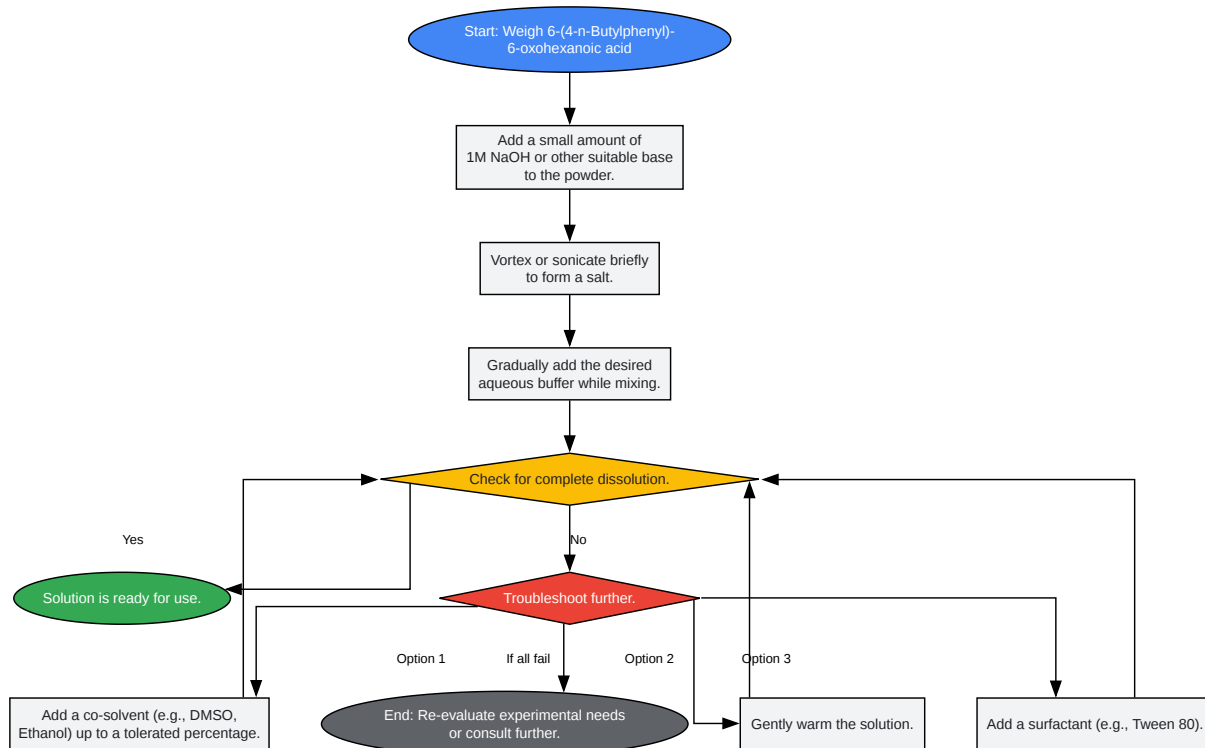 Start: Weigh 6-(4-n-Butylphenyl)-
6-oxohexanoic acid
Add a small amount of
1M NaOH or other suitable base
to the powder.
Vortex or sonicate briefly
to form a salt.
Gradually add the desired
aqueous buffer while mixing.
Check for complete dissolution.
Yes
No
Solution is ready for use.
Troubleshoot further.
Option 1
If all fail
Option 2
Option 3
Add a co-solvent (e.g., DMSO,
Ethanol) up to a tolerated percentage.
End: Re-evaluate experimental needs
or consult further.
Gently warm the solution.
Add a surfactant (e.g., Tween 80).